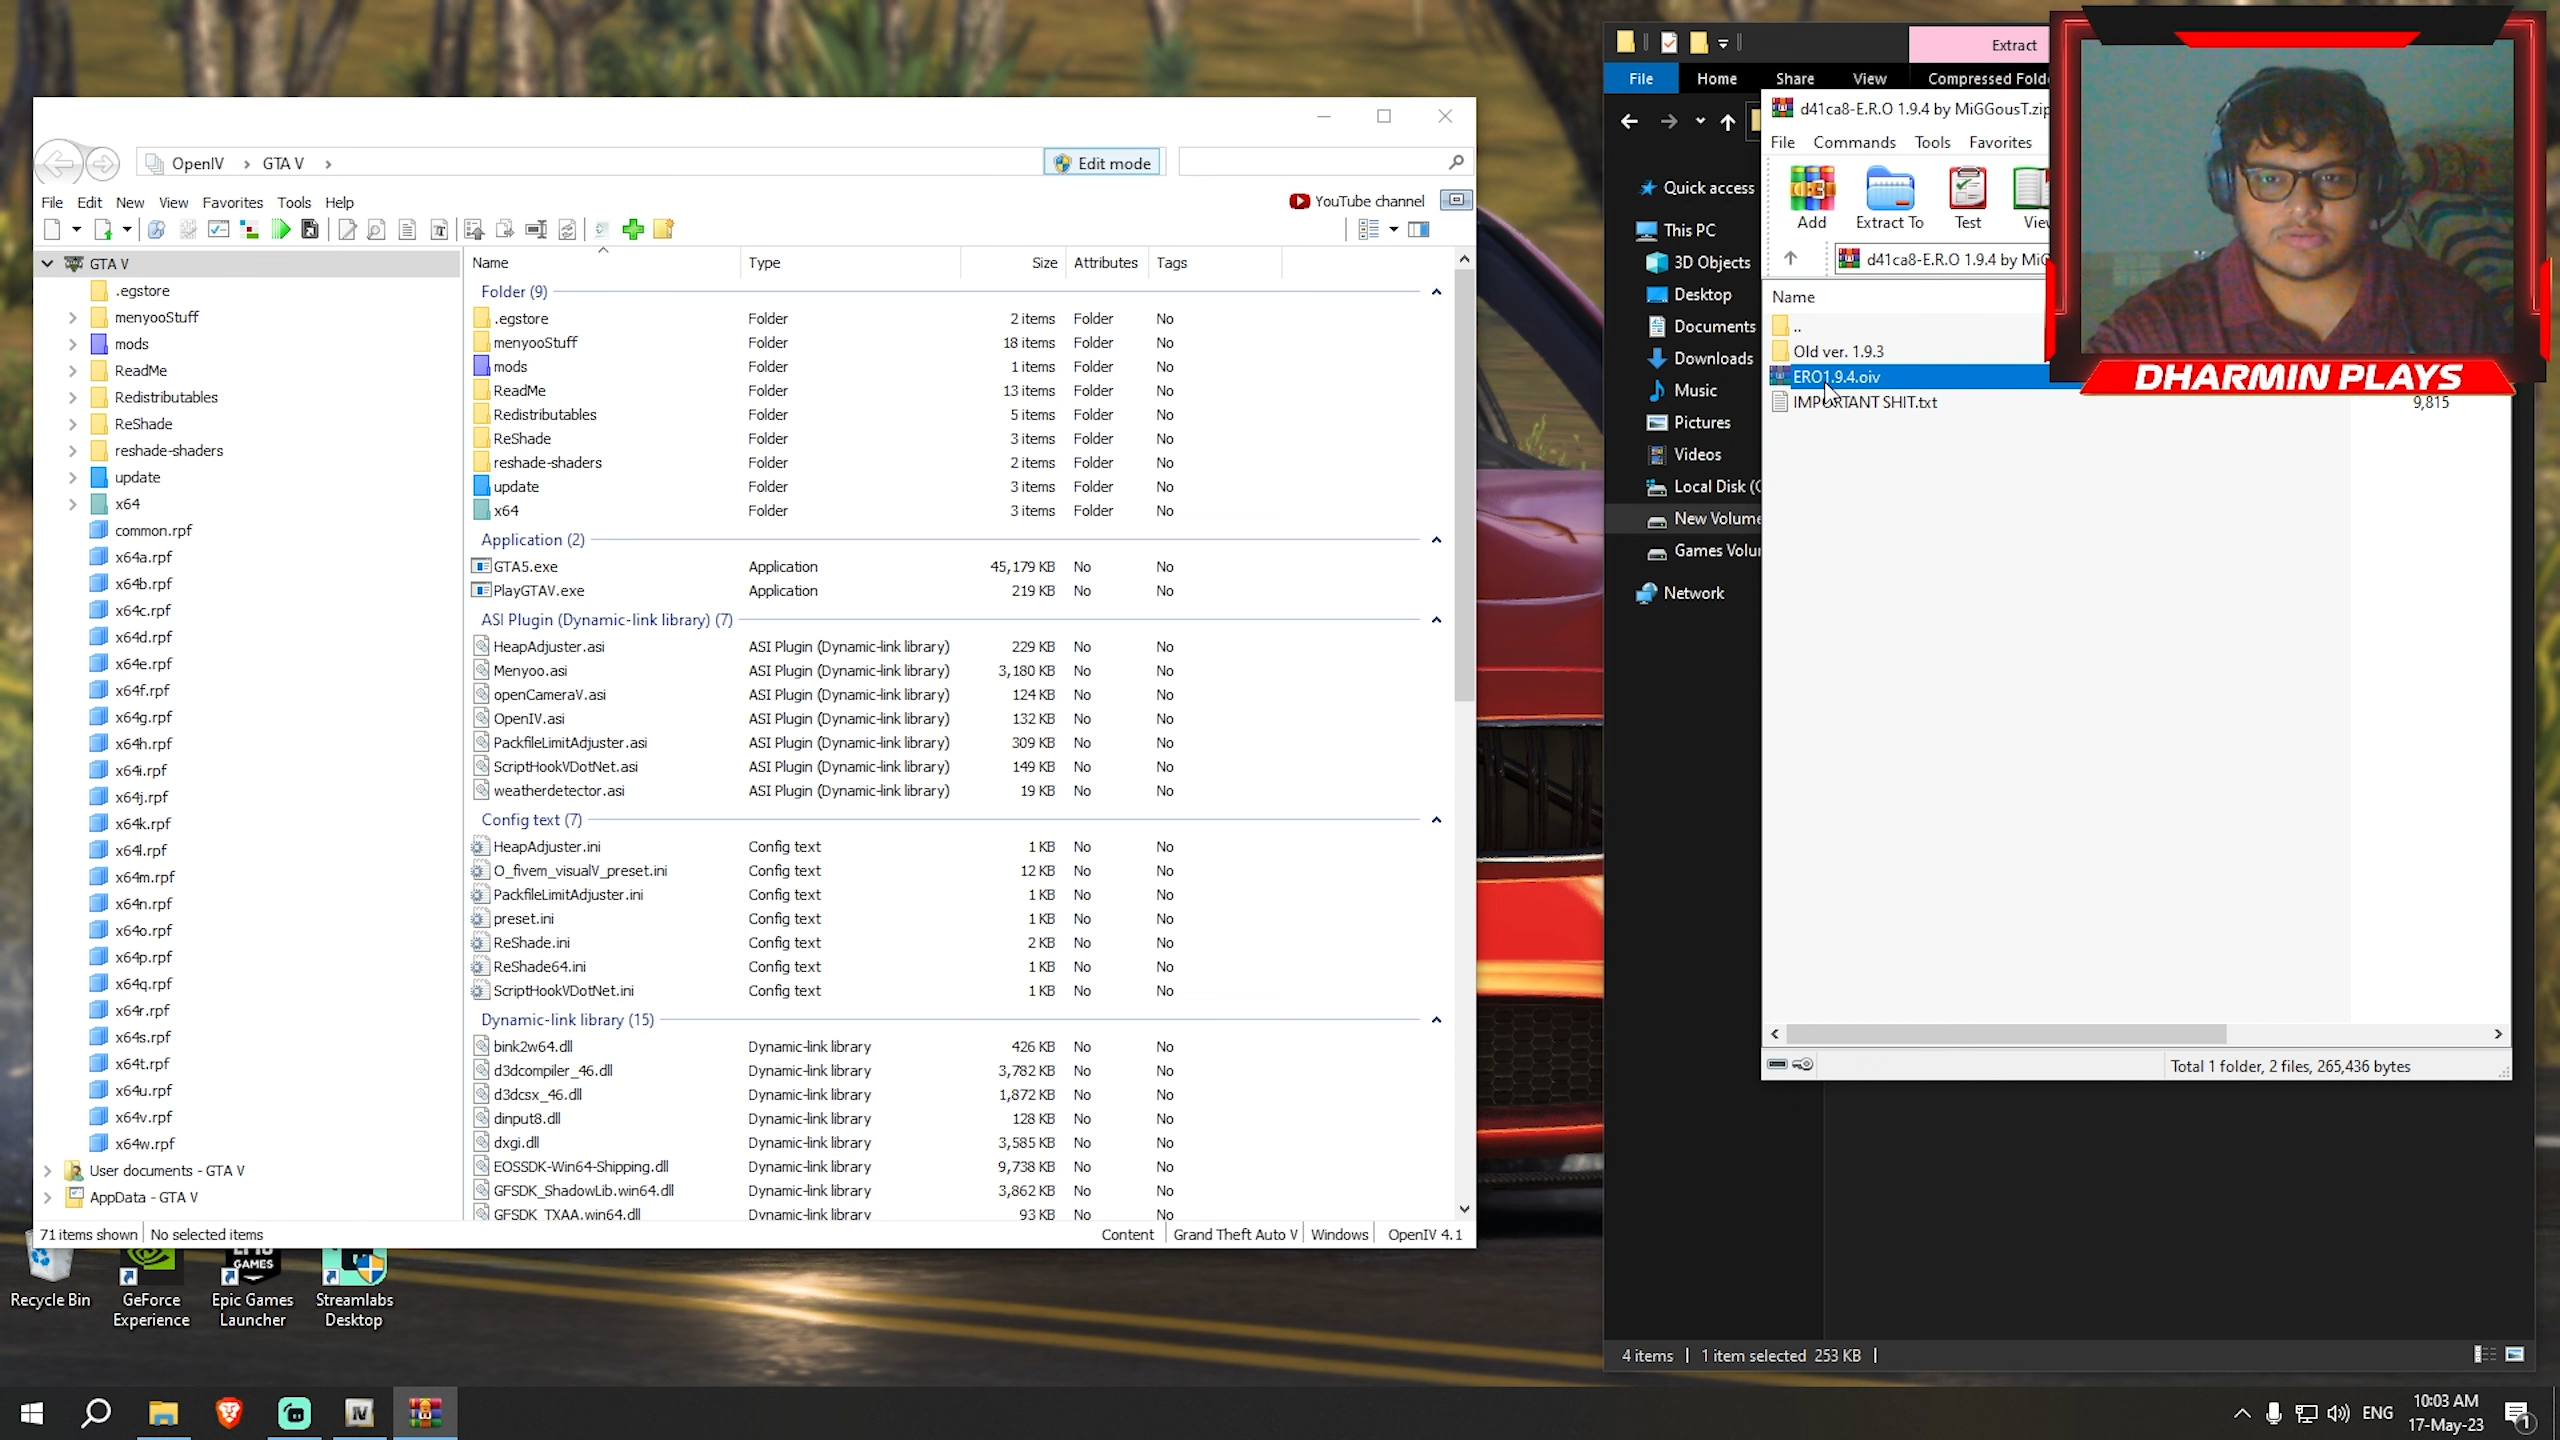 OpenIV > GTA V >
Edit mode
File Edit New View Favorites Tools Help
YouTube channel
GTA V
.egstore
menyooStuff
mods
ReadMe
Redistributables
ReShade
reshade-shaders
update
x64
common.rpf
x64a.rpf
x64b.rpf
x64c.rpf
x64d.rpf
x64e.rpf
x64f.rpf
x64g.rpf
x64h.rpf
x64i.rpf
x64j.rpf
x64k.rpf
x64l.rpf
x64m.rpf
x64n.rpf
x64o.rpf
x64p.rpf
x64q.rpf
x64r.rpf
x64s.rpf
x64t.rpf
x64u.rpf
x64v.rpf
x64w.rpf
User documents - GTA V
AppData - GTA V
Name Type Size Attributes Tags
Folder (9)
.egstore Folder 2 items Folder No
menyooStuff Folder 18 items Folder No
mods Folder 1 items Folder No
ReadMe Folder 13 items Folder No
Redistributables Folder 5 items Folder No
ReShade Folder 3 items Folder No
reshade-shaders Folder 2 items Folder No
update Folder 3 items Folder No
x64 Folder 3 items Folder No
Application (2)
GTA5.exe Application 45,179 KB No No
PlayGTAV.exe Application 219 KB No No
ASI Plugin (Dynamic-link library) (7)
HeapAdjuster.asi ASI Plugin (Dynamic-link library) 229 KB No No
Menyoo.asi ASI Plugin (Dynamic-link library) 3,180 KB No No
openCameraV.asi ASI Plugin (Dynamic-link library) 124 KB No No
OpenIV.asi ASI Plugin (Dynamic-link library) 132 KB No No
PackfileLimitAdjuster.asi ASI Plugin (Dynamic-link library) 309 KB No No
ScriptHookVDotNet.asi ASI Plugin (Dynamic-link library) 149 KB No No
weatherdetector.asi ASI Plugin (Dynamic-link library) 19 KB No No
Config text (7)
HeapAdjuster.ini Config text 1 KB No No
O_fivem_visualV_preset.ini Config text 12 KB No No
PackfileLimitAdjuster.ini Config text 1 KB No No
preset.ini Config text 1 KB No No
ReShade.ini Config text 2 KB No No
ReShade64.ini Config text 1 KB No No
ScriptHookVDotNet.ini Config text 1 KB No No
Dynamic-link library (15)
bink2w64.dll Dynamic-link library 426 KB No No
d3dcompiler_46.dll Dynamic-link library 3,782 KB No No
d3dcsx_46.dll Dynamic-link library 1,872 KB No No
dinput8.dll Dynamic-link library 128 KB No No
dxgi.dll Dynamic-link library 3,585 KB No No
EOSSDK-Win64-Shipping.dll Dynamic-link library 9,738 KB No No
GFSDK_ShadowLib.win64.dll Dynamic-link library 3,862 KB No No
GFSDK_TXAA.win64.dll Dynamic-link library 93 KB No No
71 items shown No selected items
Content Grand Theft Auto V Windows OpenIV 4.1
Extract
File Home Share View Compressed Folde
Quick access
This PC
3D Objects
Desktop
Documents
Downloads
Music
Pictures
Videos
Local Disk (C
New Volume
Games Volu
Network
4 items 1 item selected 253 KB
d41ca8-E.R.O 1.9.4 by MiGGousT.zip
File Commands Tools Favorites
Add Extract To Test View
d41ca8-E.R.O 1.9.4 by MiG
Name
..
Old ver. 1.9.3
ERO1.9.4.oiv
IMPORTANT SHIT.txt 9,815
Total 1 folder, 2 files, 265,436 bytes
DHARMIN PLAYS
Recycle Bin
GeForce Experience
EPIC GAMES
Epic Games Launcher
Streamlabs Desktop
IV
ENG
10:03 AM
17-May-23
1